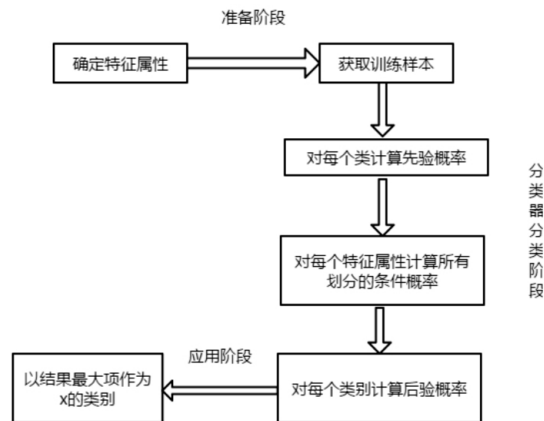 准备阶段
确定特征属性
获取训练样本
对每个类计算先验概率
分
类
器
分
类
阶
段
对每个特征属性计算所有
划分的条件概率
应用阶段
以结果最大项作为
x的类别
对每个类别计算后验概率